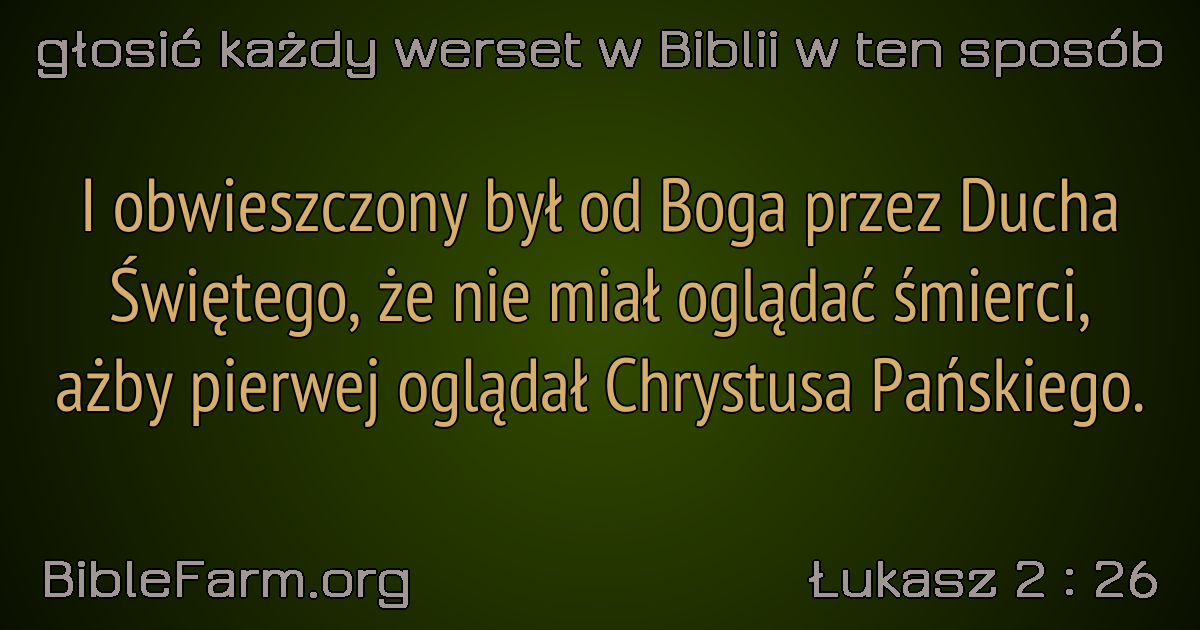 głosić każdy werset w Biblii w ten sposób
I obwieszczony był od Boga przez Ducha
Świętego, że nie miał oglądać śmierci,
ażby pierwej oglądał Chrystusa Pańskiego.
BibleFarm.org
Łukasz 2 : 26